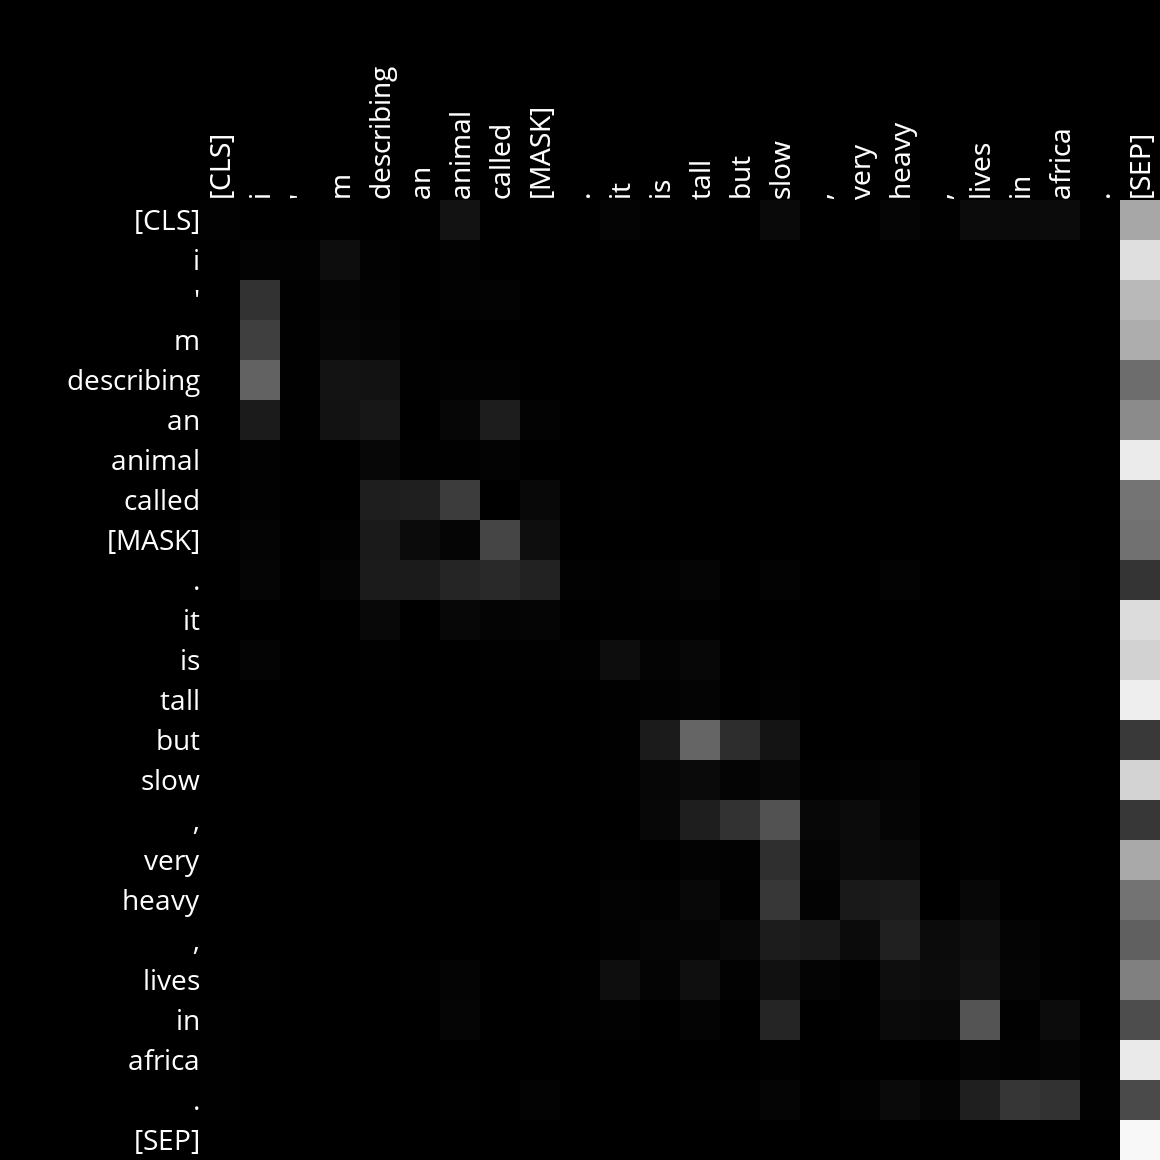 [CLS] i ' m describing an animal called [MASK] . it is tall but slow , very heavy , lives in africa . [SEP]
[CLS]
i
'
m
describing
an
animal
called
[MASK]
.
it
is
tall
but
slow
,
very
heavy
,
lives
in
africa
.
[SEP]